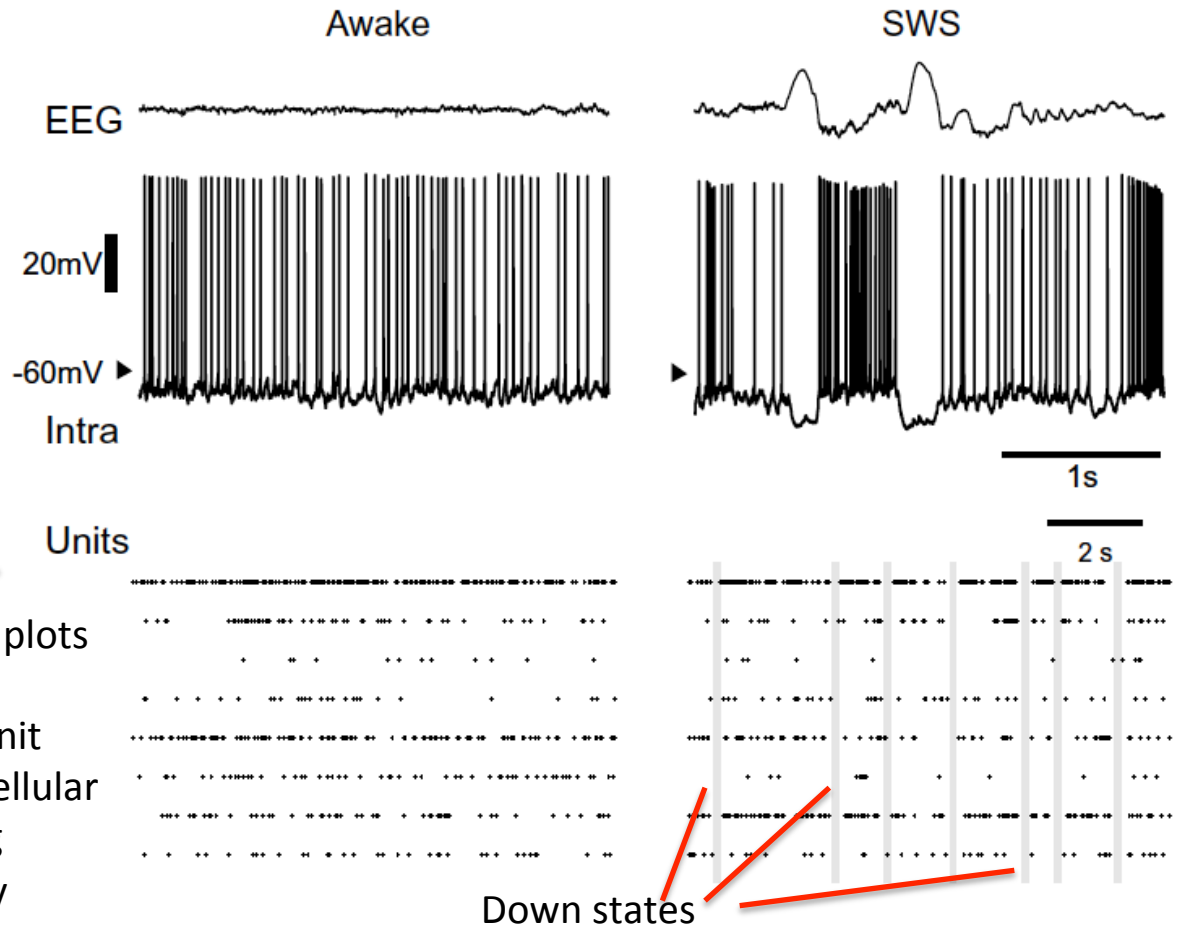 Awake
SWS
EEG
20mV
-60mV
Intra
1s
Units
2 s
plots
nit
ellular
Down states